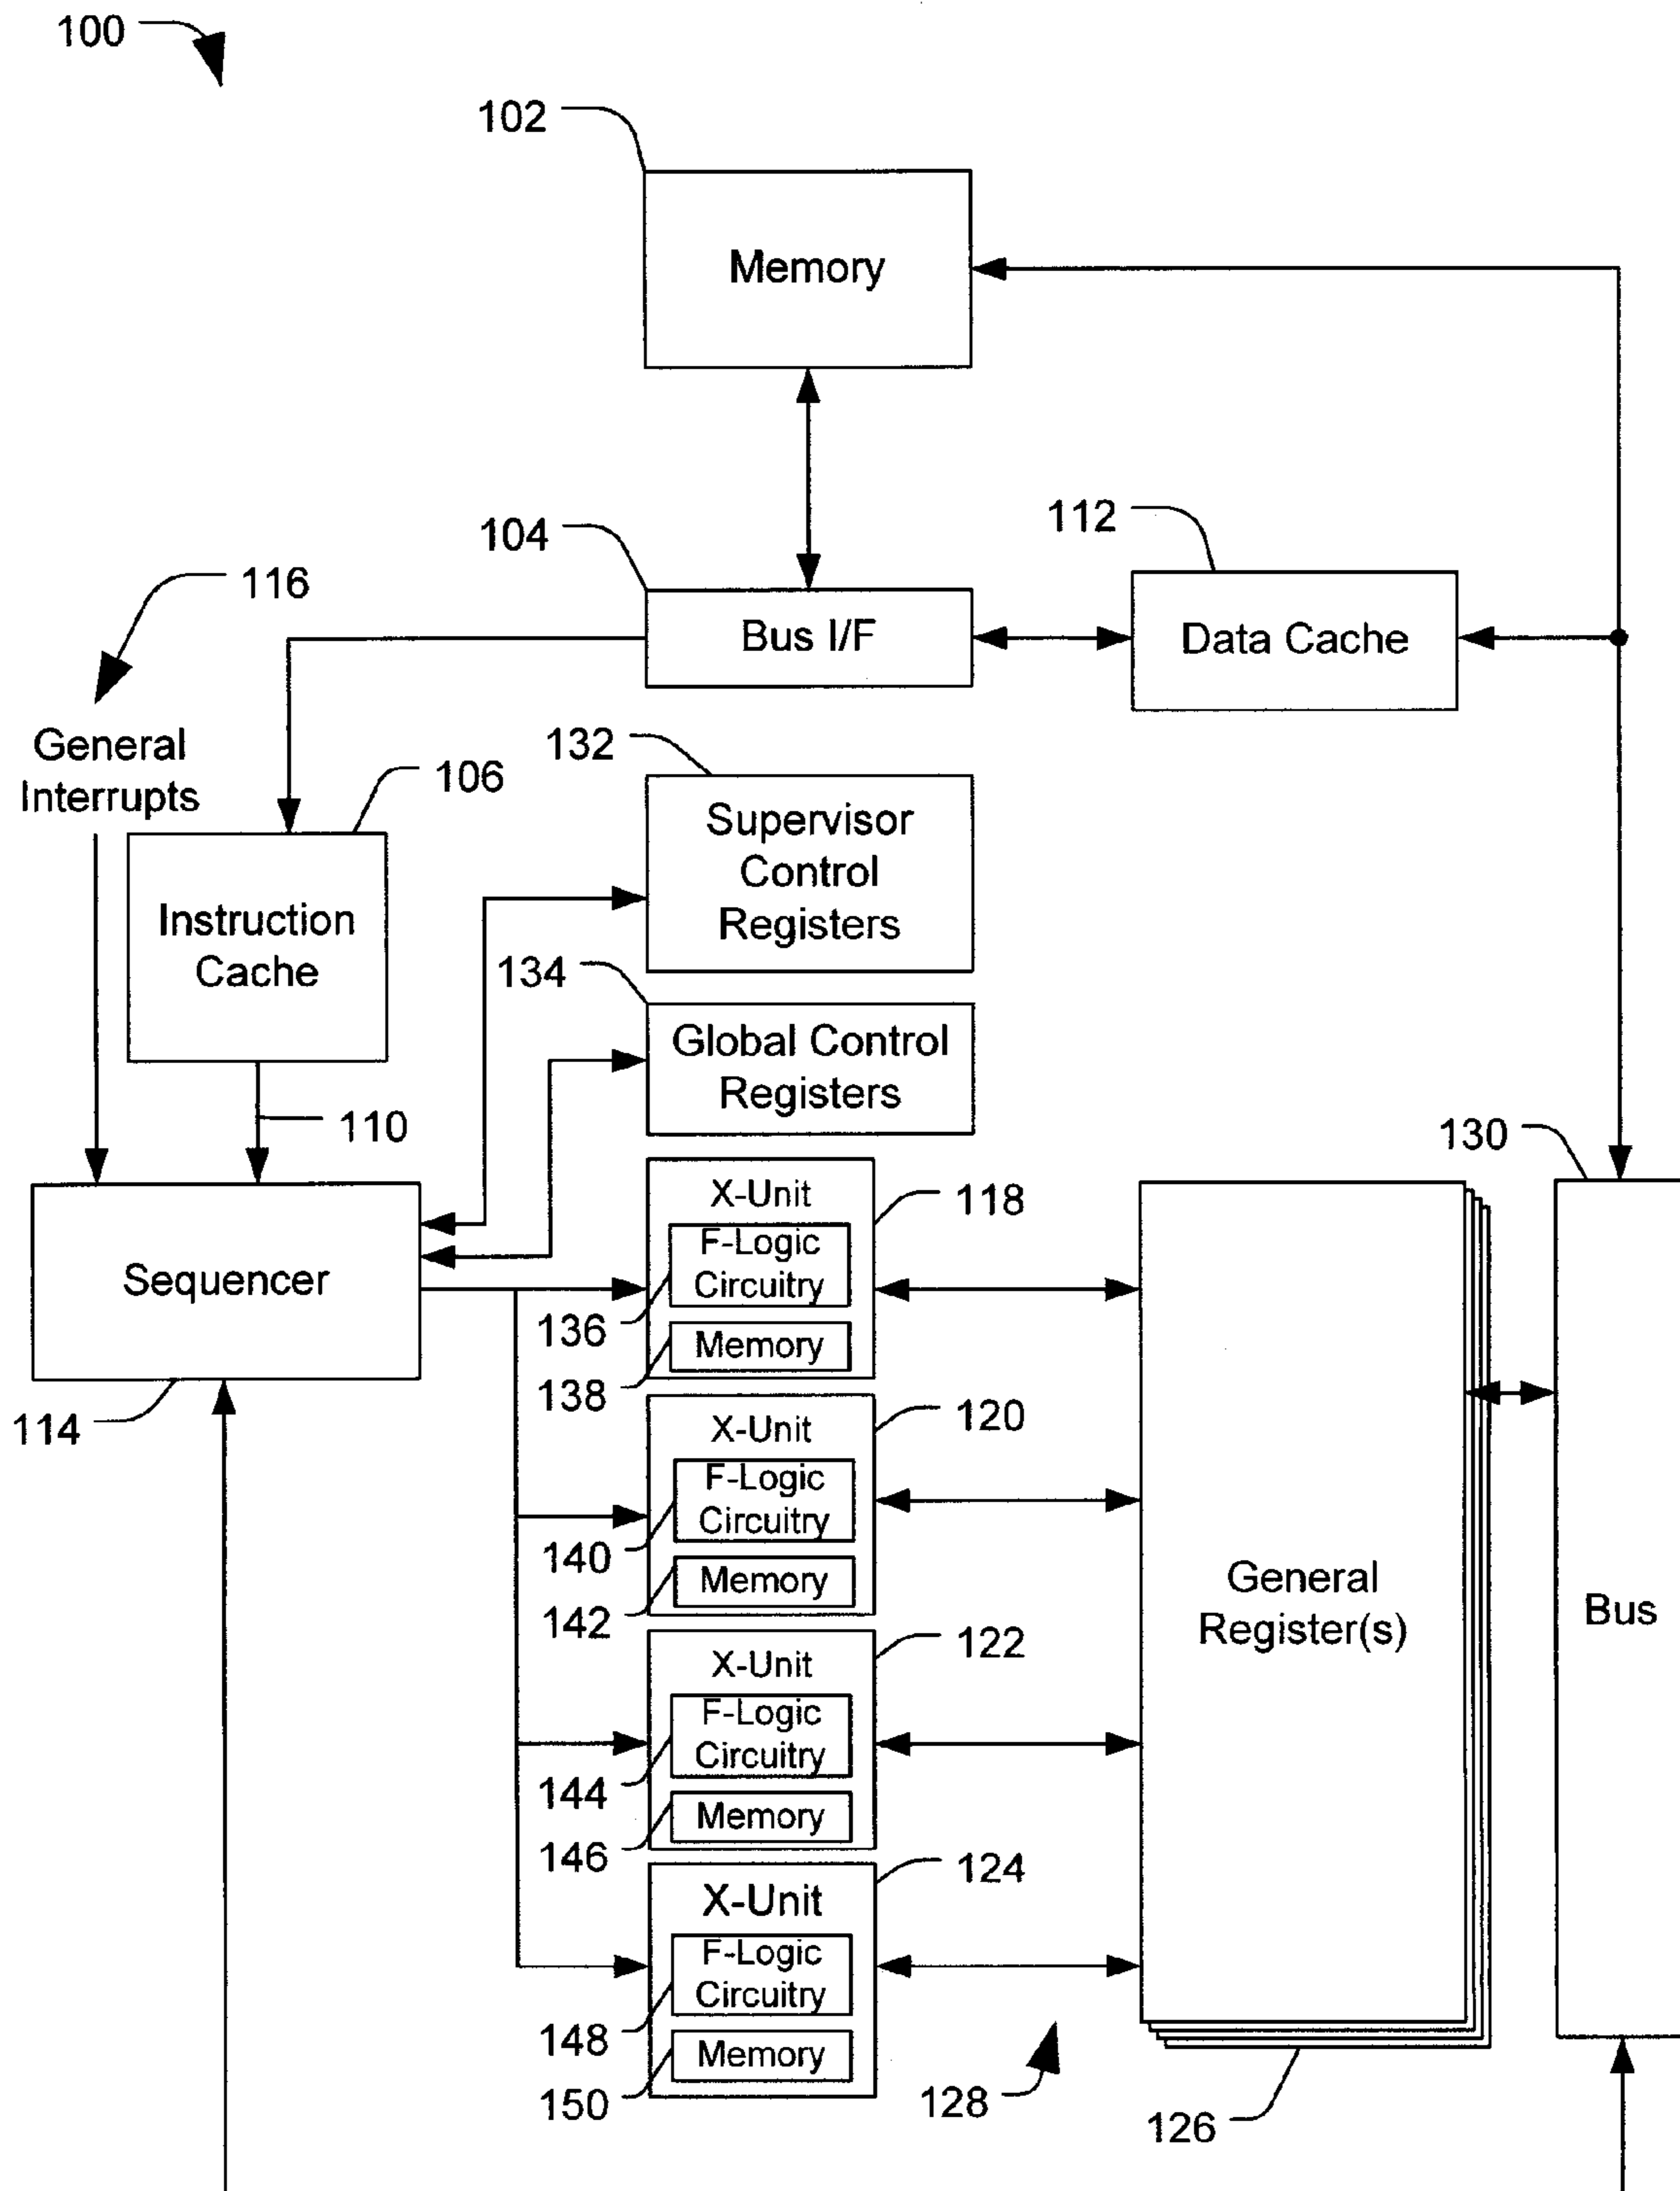 100
102
Memory
104
112
116
Bus I/F
Data Cache
General
Interrupts
132
106
Supervisor
Control
Registers
Instruction
Cache
134
Global Control
Registers
110
130
X-Unit
118
F-Logic
Circuitry
Sequencer
136
Memory
138
114
X-Unit
120
F-Logic
Circuitry
140
Memory
142
General
Register(s)
Bus
X-Unit
122
F-Logic
Circuitry
144
Memory
146
X-Unit
124
F-Logic
Circuitry
148
Memory
150
128
126